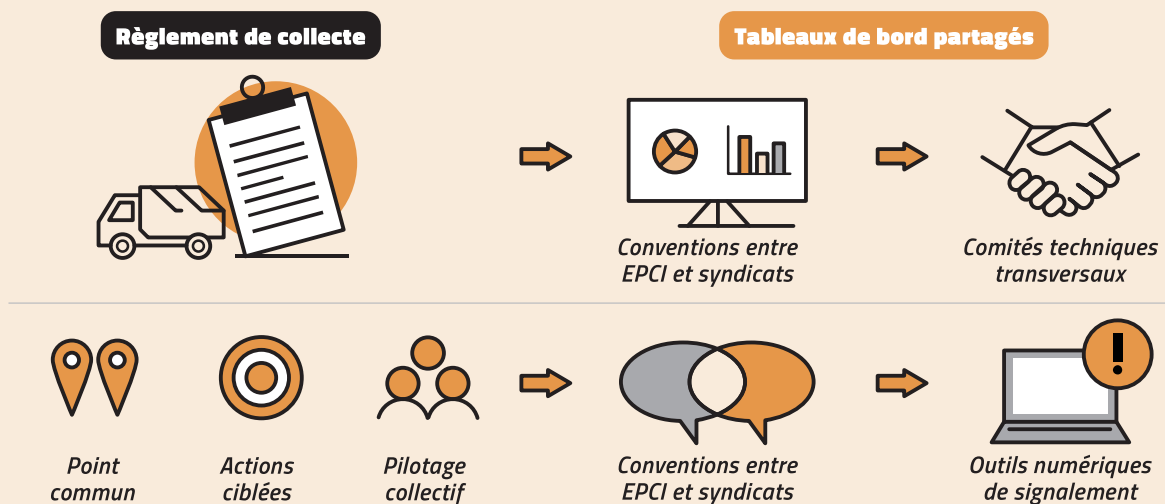 Règlement de collecte
Tableaux de bord partagés
Conventions entre
EPCI et syndicats
Comités techniques
transversaux
Point
commun
Actions
ciblées
Pilotage
collectif
Conventions entre
EPCI et syndicats
Outils numériques
de signalement